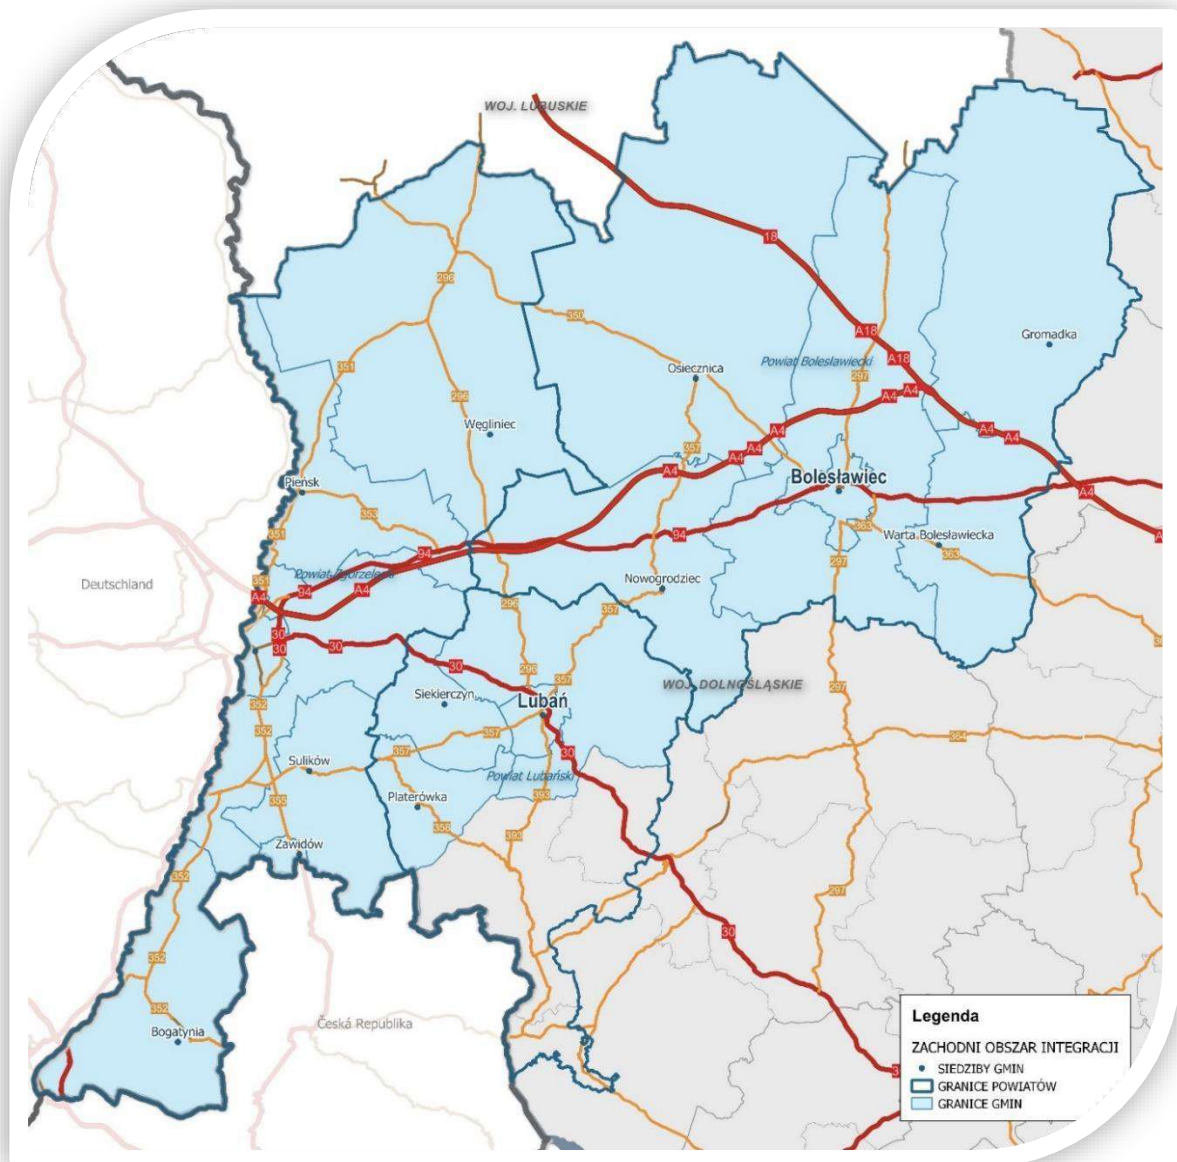 WOJ. LUBUSKIE
18
296
350
A18
Gromadka
A18
Powiat Bolesławiecki
351
Osiecznica
297
A4
A4
296
Węgliniec
A4
A4
A4
A4
357
A4
A4
Bolesławiec
A4
Pieńsk
353
351
94
94
363
Warta Bolesławiecka
363
297
Deutschland
351
94
A4
A4
Nowogrodziec
296
357
30
30
30
30
296
357
WOJ. DOLNOŚLĄSKIE
297
Siekierczyn
Lubań
352
352
357
364
Sulików
357
30
Powiat Lubański
355
Platerówka
393
358
393
Zawidów
352
297
352
30
352
Bogatynia
Česká Republika
Legenda
ZACHODNI OBSZAR INTEGRACJI
SIEDZIBY GMIN
GRANICE POWIATÓW
GRANICE GMIN